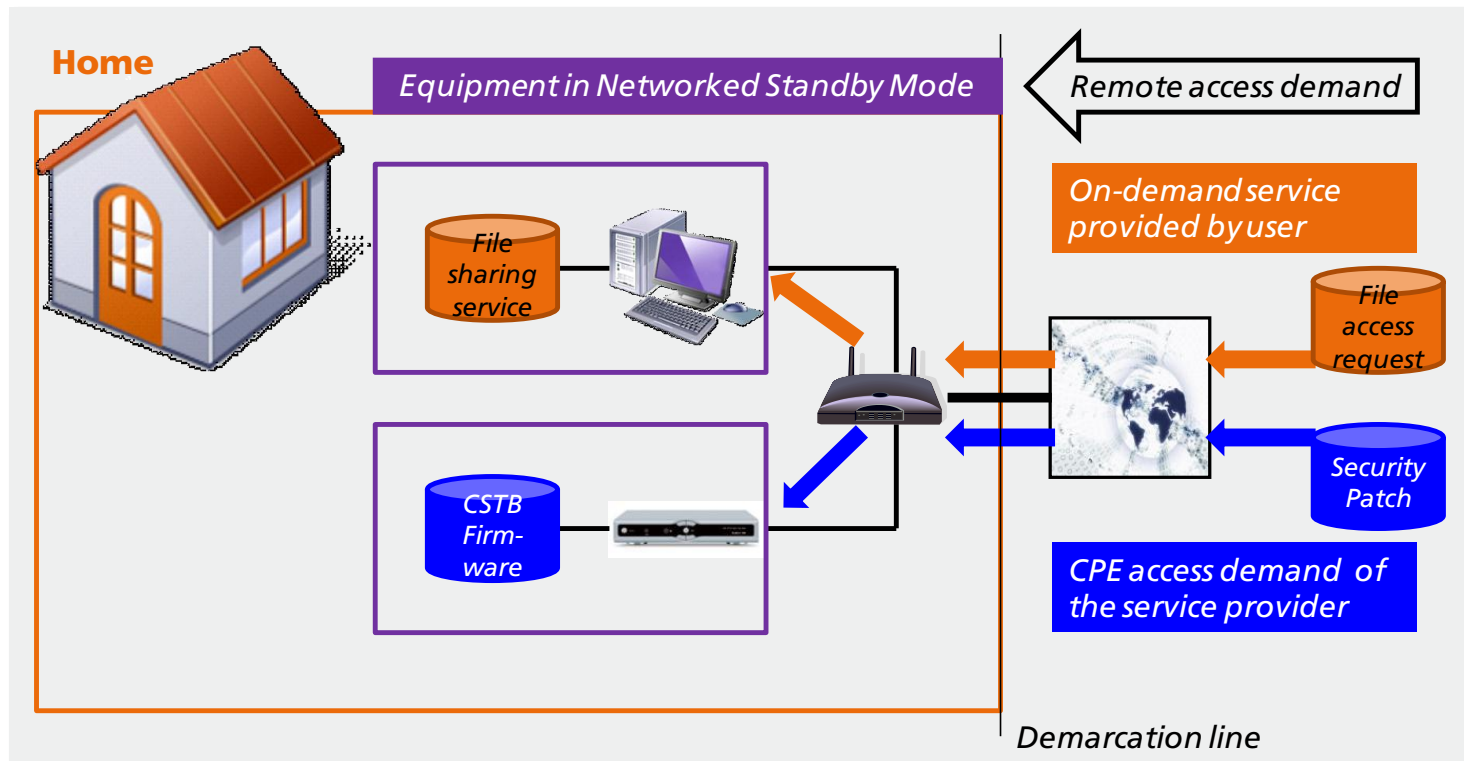 Home
Equipment in Networked Standby Mode
Remote access demand
On-demand service
provided by user
File
sharing
service
File
access
request
CSTB
Firm-
ware
Security
Patch
CPE access demand of
the service provider
Demarcation line